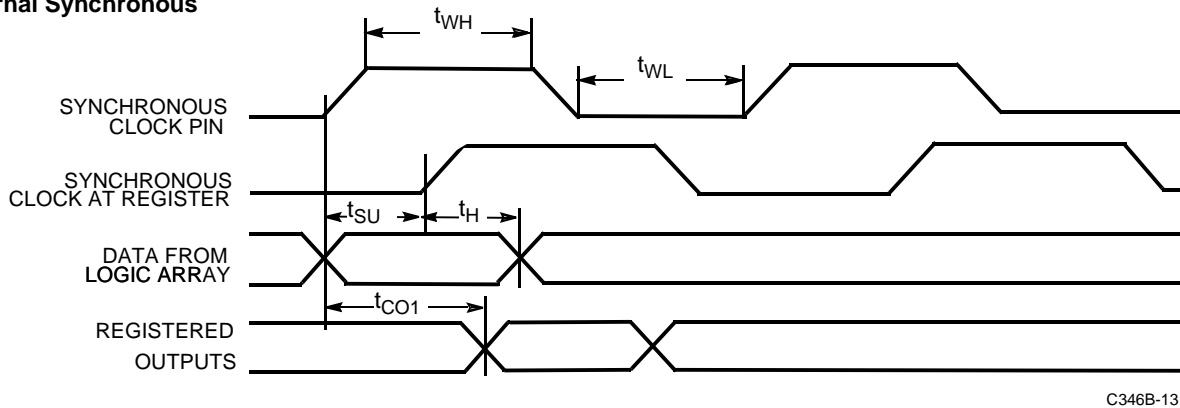 rnal Synchronous
tWH
tWL
SYNCHRONOUS
CLOCK PIN
SYNCHRONOUS
CLOCK AT REGISTER
tSU
tH
DATA FROM
LOGIC ARRAY
tCO1
REGISTERED
OUTPUTS
C346B-13